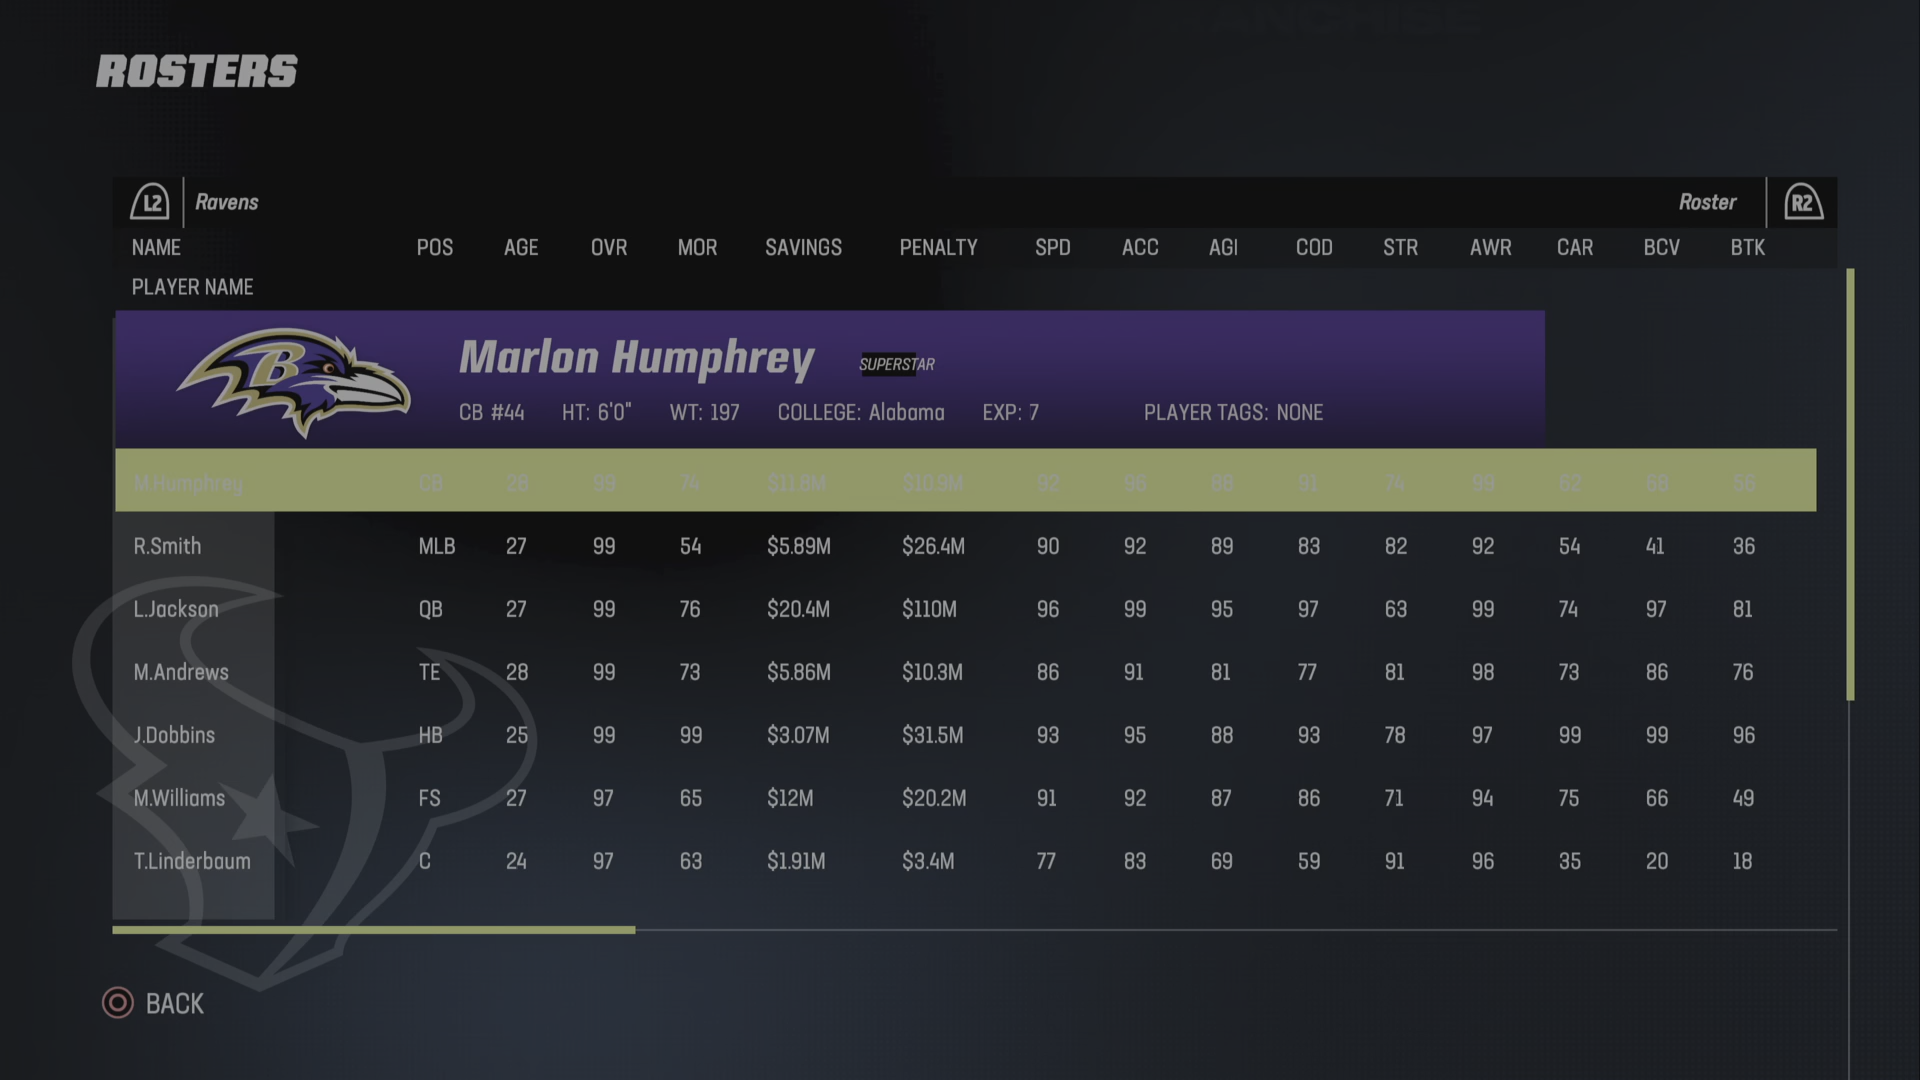 FRANCHISE
ROSTERS
L2 Ravens Roster R2
NAME POS AGE OVR MOR SAVINGS PENALTY SPD ACC AGI COD STR AWR CAR BCV BTK
PLAYER NAME
B
Marlon Humphrey SUPERSTAR
CB #44 HT: 6'0" WT: 197 COLLEGE: Alabama EXP: 7 PLAYER TAGS: NONE
M.Humphrey CB 28 99 74 $11.8M $10.9M 92 96 88 91 74 99 62 68 56
R.Smith MLB 27 99 54 $5.89M $26.4M 90 92 89 83 82 92 54 41 36
L.Jackson QB 27 99 76 $20.4M $110M 96 99 95 97 63 99 74 97 81
M.Andrews TE 28 99 73 $5.86M $10.3M 86 91 81 77 81 98 73 86 76
J.Dobbins HB 25 99 99 $3.07M $31.5M 93 95 88 93 78 97 99 99 96
M.Williams FS 27 97 65 $12M $20.2M 91 92 87 86 71 94 75 66 49
T.Linderbaum C 24 97 63 $1.91M $3.4M 77 83 69 59 91 96 35 20 18
BACK